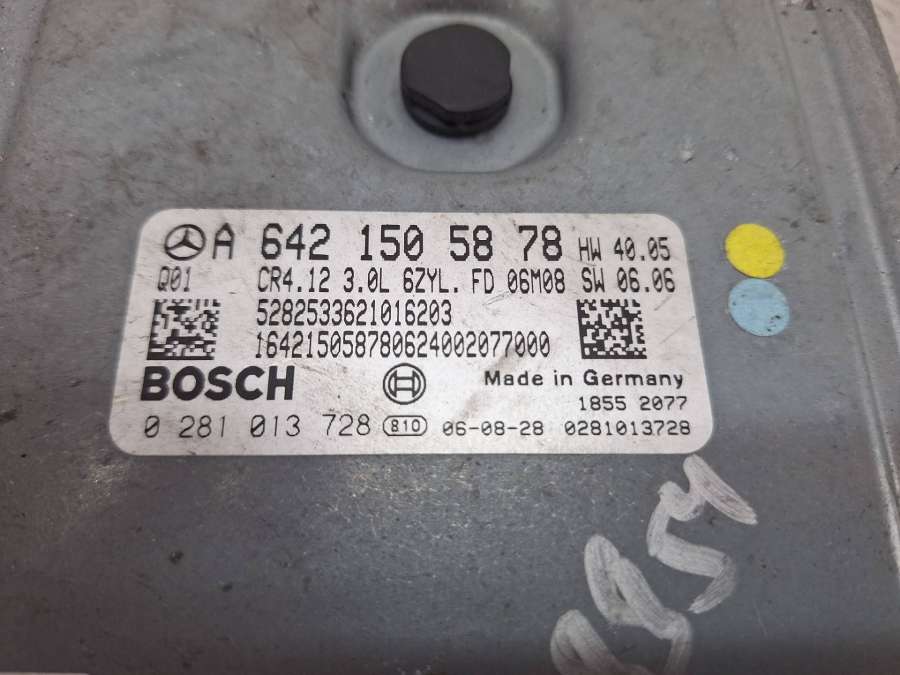 A 642 150 58 78 HW 40.05
Q01 CR4.12 3.0L 6ZYL. FD 06M08 SW 06.06
5282533621016203
164215058780624002077000
BOSCH Made in Germany
1855 2077
0 281 013 728 810 06-08-28 0281013728